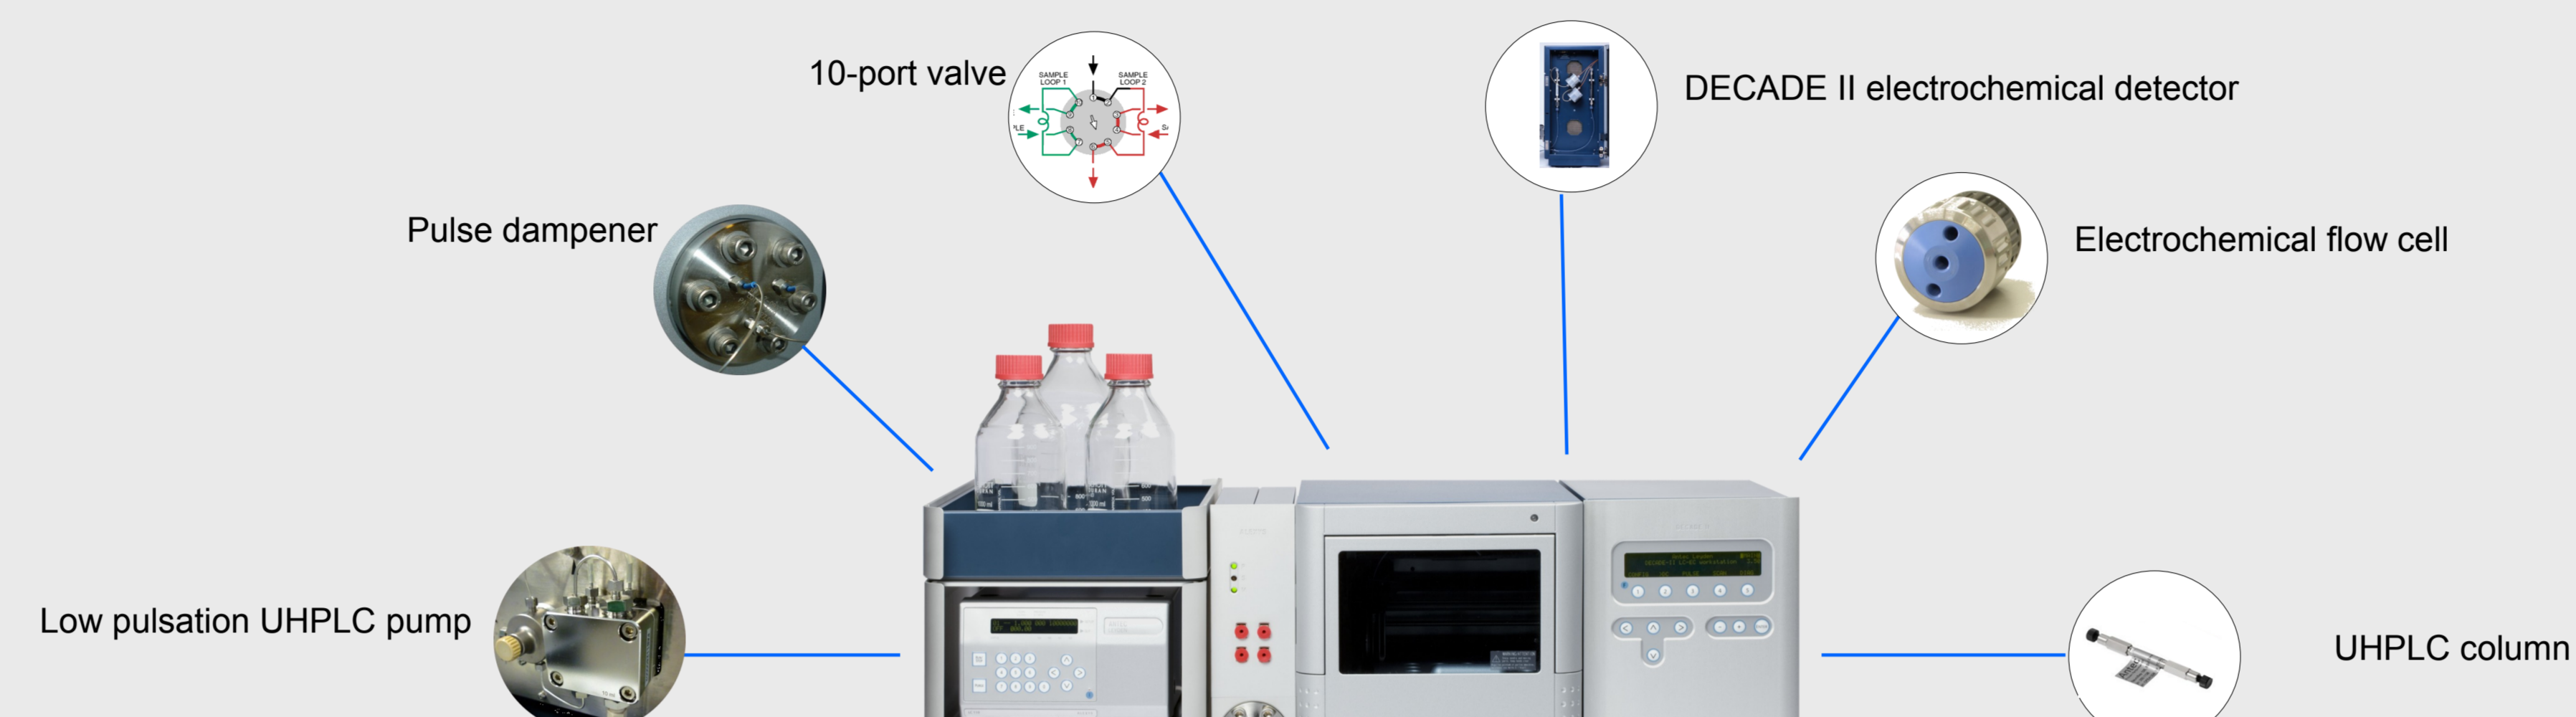 10-port valve
SAMPLE
LOOP 1
SAMPLE
LOOP 2
DECADE II electrochemical detector
Pulse dampener
Electrochemical flow cell
Low pulsation UHPLC pump
UHPLC column